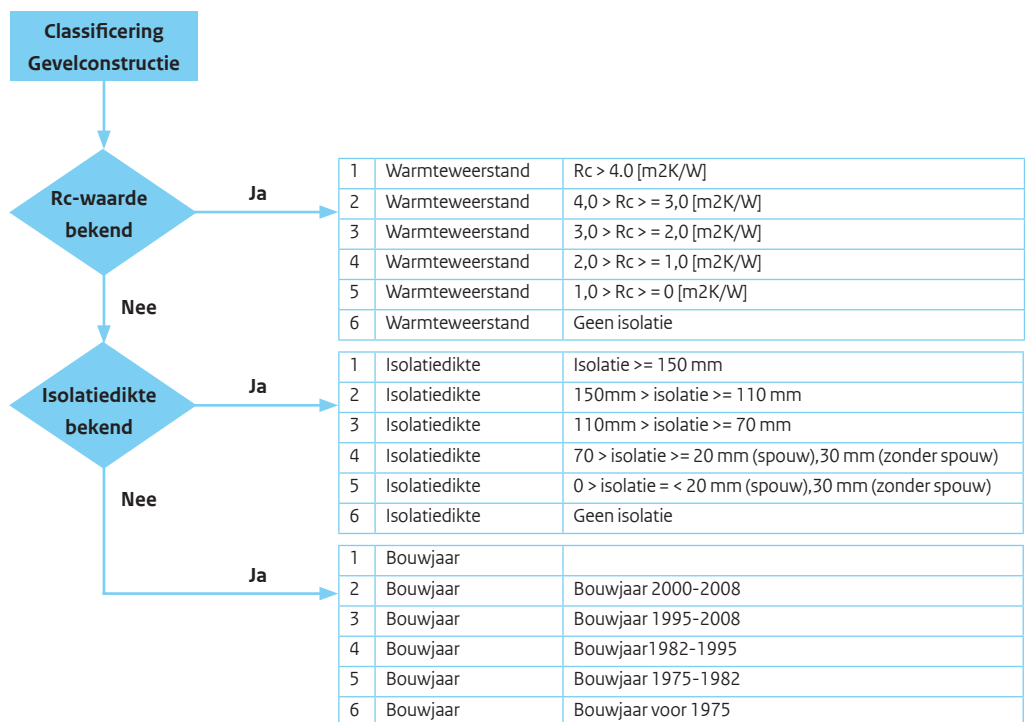 Classificering
Gevelconstructie
Rc-waarde
bekend
Ja
1 Warmteweerstand Rc > 4.0 [m2K/W]
2 Warmteweerstand 4,0 > Rc > = 3,0 [m2K/W]
3 Warmteweerstand 3,0 > Rc > = 2,0 [m2K/W]
4 Warmteweerstand 2,0 > Rc > = 1,0 [m2K/W]
5 Warmteweerstand 1,0 > Rc > = 0 [m2K/W]
6 Warmteweerstand Geen isolatie
Nee
Isolatiedikte
bekend
Ja
1 Isolatiedikte Isolatie >= 150 mm
2 Isolatiedikte 150mm > isolatie >= 110 mm
3 Isolatiedikte 110mm > isolatie >= 70 mm
4 Isolatiedikte 70 > isolatie >= 20 mm (spouw),30 mm (zonder spouw)
5 Isolatiedikte 0 > isolatie = < 20 mm (spouw),30 mm (zonder spouw)
6 Isolatiedikte Geen isolatie
Nee
Ja
1 Bouwjaar
2 Bouwjaar Bouwjaar 2000-2008
3 Bouwjaar Bouwjaar 1995-2008
4 Bouwjaar Bouwjaar1982-1995
5 Bouwjaar Bouwjaar 1975-1982
6 Bouwjaar Bouwjaar voor 1975